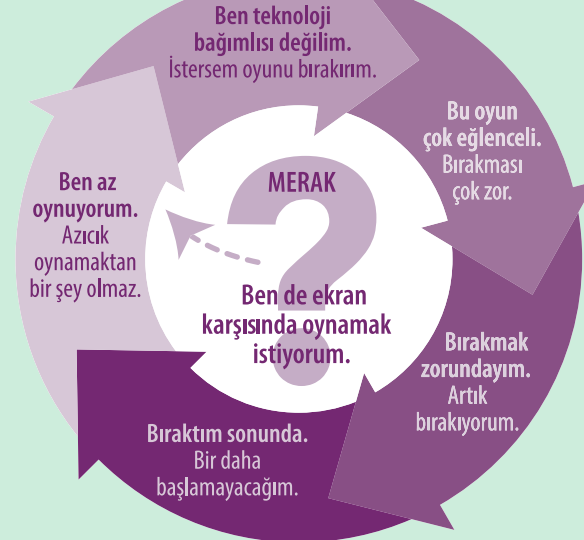 MERAK
Ben de ekran
karşısında oynamak
istiyorum.
Ben az
oynuyorum.
Azıcık
oynamaktan
bir şey olmaz.
Ben teknoloji
bağımlısı değilim.
İstersem oyunu bırakırım.
Bu oyun
çok eğlenceli.
Bırakması
çok zor.
Bırakmak
zorundayım.
Artık
bırakıyorum.
Bıraktım sonunda.
Bir daha
başlamayacağım.